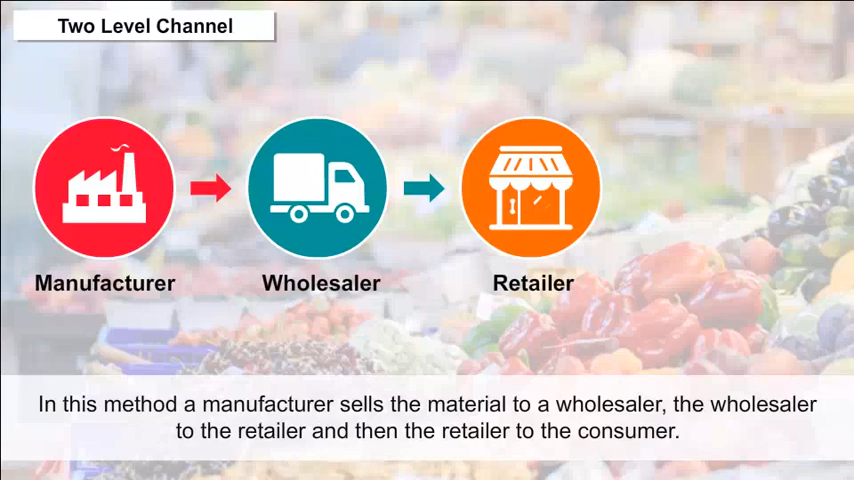 Two Level Channel
Manufacturer
Wholesaler
Retailer
In this method a manufacturer sells the material to a wholesaler, the wholesaler
to the retailer and then the retailer to the consumer.